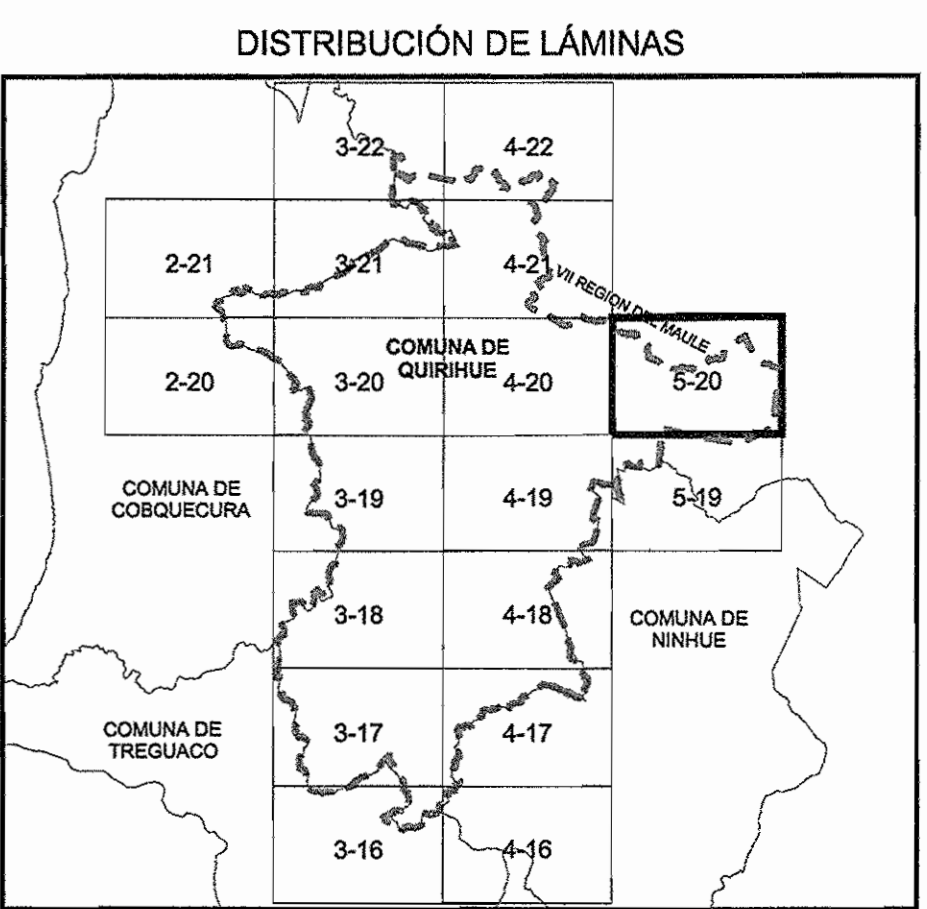 DISTRIBUCIÓN DE LÁMINAS
3-22
4-22
2-21
3-21
4-21
VII REGION DEL MAULE
COMUNA DE
QUIRIHUE
2-20
3-20
4-20
5-20
COMUNA DE
COBQUECURA
3-19
4-19
5-19
3-18
4-18
COMUNA DE
NINHUE
COMUNA DE
TREGUACO
3-17
4-17
3-16
4-16